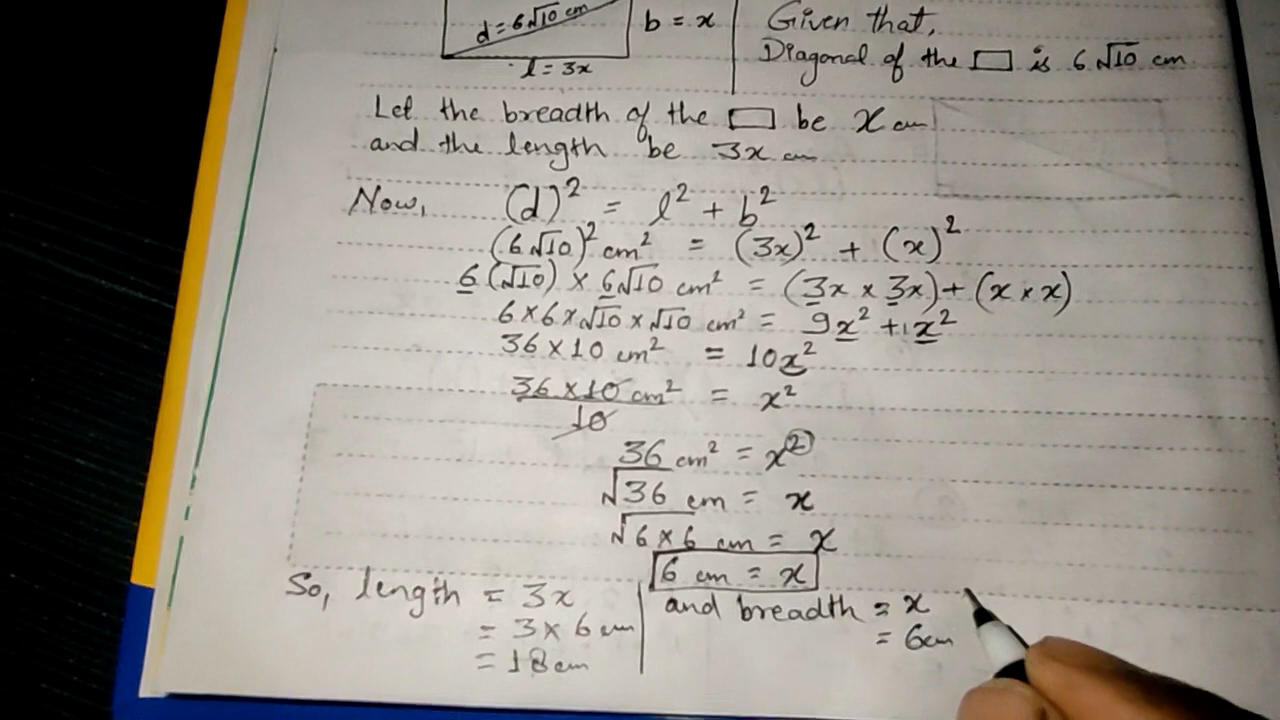 d = 6√10 cm
b = x
l = 3x
Given that,
Diagonal of the ▭ is 6√10 cm
Let the breadth of the ▭ be x cm
and the length be 3x cm
Now, (d)² = l² + b²
(6√10)² cm² = (3x)² + (x)²
6(√10) × 6√10 cm² = (3x × 3x) + (x × x)
6×6×√10 × √10 cm² = 9x² + 1x²
36 × 10 cm² = 10x²
36 × 10 cm² = x²
10
36 cm² = x²
√36 cm = x
√6×6 cm = x
6 cm = x
So, length = 3x
= 3 × 6 cm
= 18 cm
and breadth = x
= 6cm